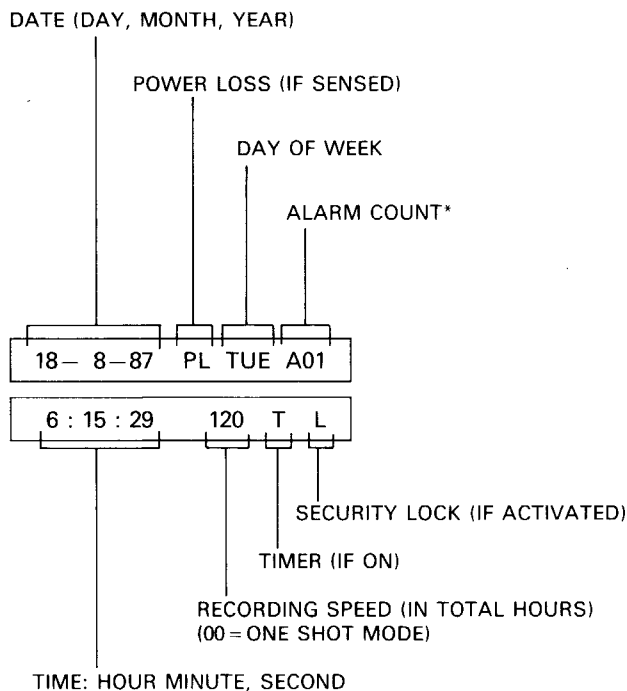 DATE (DAY, MONTH, YEAR)
POWER LOSS (IF SENSED)
DAY OF WEEK
ALARM COUNT*
18– 8–87 PL TUE A01
6 : 15 : 29 120 T L
SECURITY LOCK (IF ACTIVATED)
TIMER (IF ON)
RECORDING SPEED (IN TOTAL HOURS)
(00 = ONE SHOT MODE)
TIME: HOUR MINUTE, SECOND